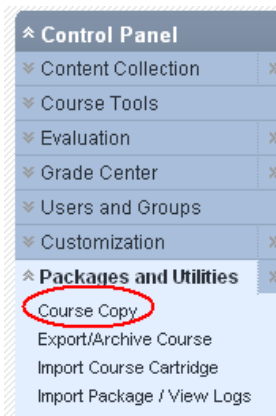 Control Panel
Content Collection
Course Tools
Evaluation
Grade Center
Users and Groups
Customization
Packages and Utilities
Course Copy
Export/Archive Course
Import Course Cartridge
Import Package / View Logs